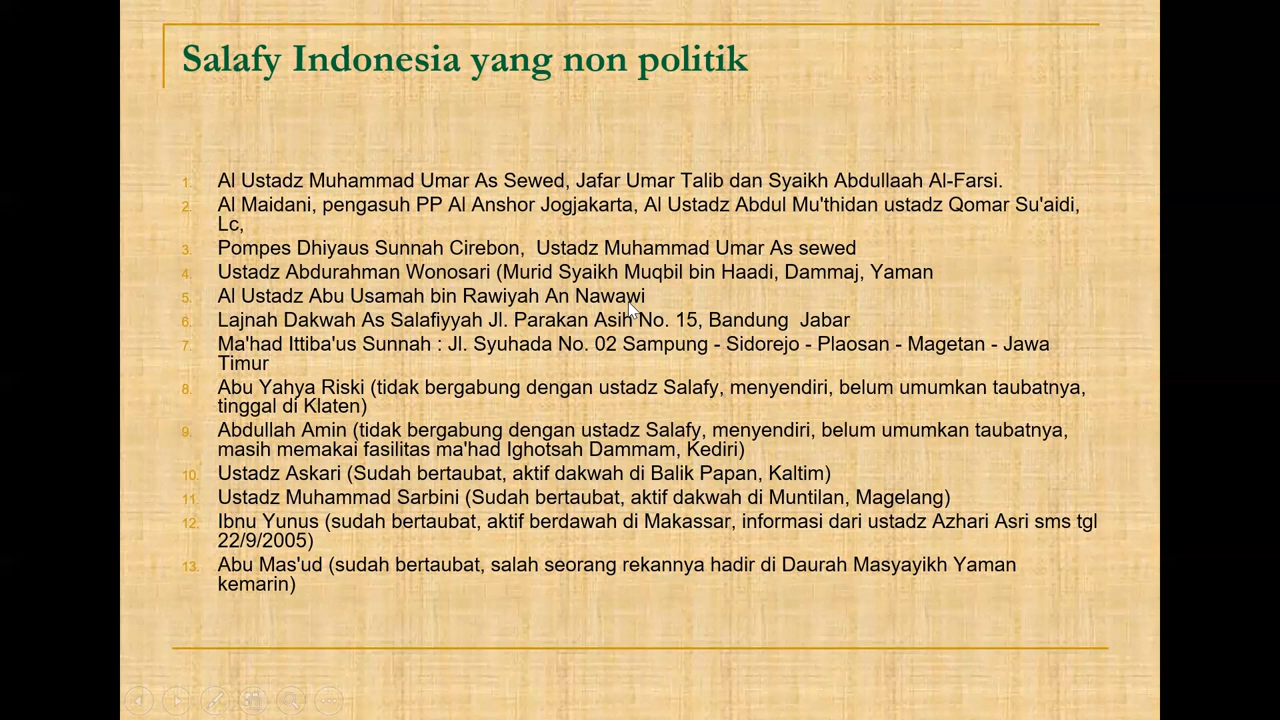 Salafy Indonesia yang non politik
1. Al Ustadz Muhammad Umar As Sewed, Jafar Umar Talib dan Syaikh Abdullaah Al-Farsi.
2. Al Maidani, pengasuh PP Al Anshor Jogjakarta, Al Ustadz Abdul Mu'thidan ustadz Qomar Su'aidi,
Lc,
3. Pompes Dhiyaus Sunnah Cirebon, Ustadz Muhammad Umar As sewed
4. Ustadz Abdurahman Wonosari (Murid Syaikh Muqbil bin Haadi, Dammaj, Yaman
5. Al Ustadz Abu Usamah bin Rawiyah An Nawawi
6. Lajnah Dakwah As Salafiyyah Jl. Parakan Asih No. 15, Bandung Jabar
7. Ma'had Ittiba'us Sunnah : Jl. Syuhada No. 02 Sampung - Sidorejo - Plaosan - Magetan - Jawa
Timur
8. Abu Yahya Riski (tidak bergabung dengan ustadz Salafy, menyendiri, belum umumkan taubatnya,
tinggal di Klaten)
9. Abdullah Amin (tidak bergabung dengan ustadz Salafy, menyendiri, belum umumkan taubatnya,
masih memakai fasilitas ma'had Ighotsah Dammam, Kediri)
10. Ustadz Askari (Sudah bertaubat, aktif dakwah di Balik Papan, Kaltim)
11. Ustadz Muhammad Sarbini (Sudah bertaubat, aktif dakwah di Muntilan, Magelang)
12. Ibnu Yunus (sudah bertaubat, aktif berdawah di Makassar, informasi dari ustadz Azhari Asri sms tgl
22/9/2005)
13. Abu Mas'ud (sudah bertaubat, salah seorang rekannya hadir di Daurah Masyayikh Yaman
kemarin)